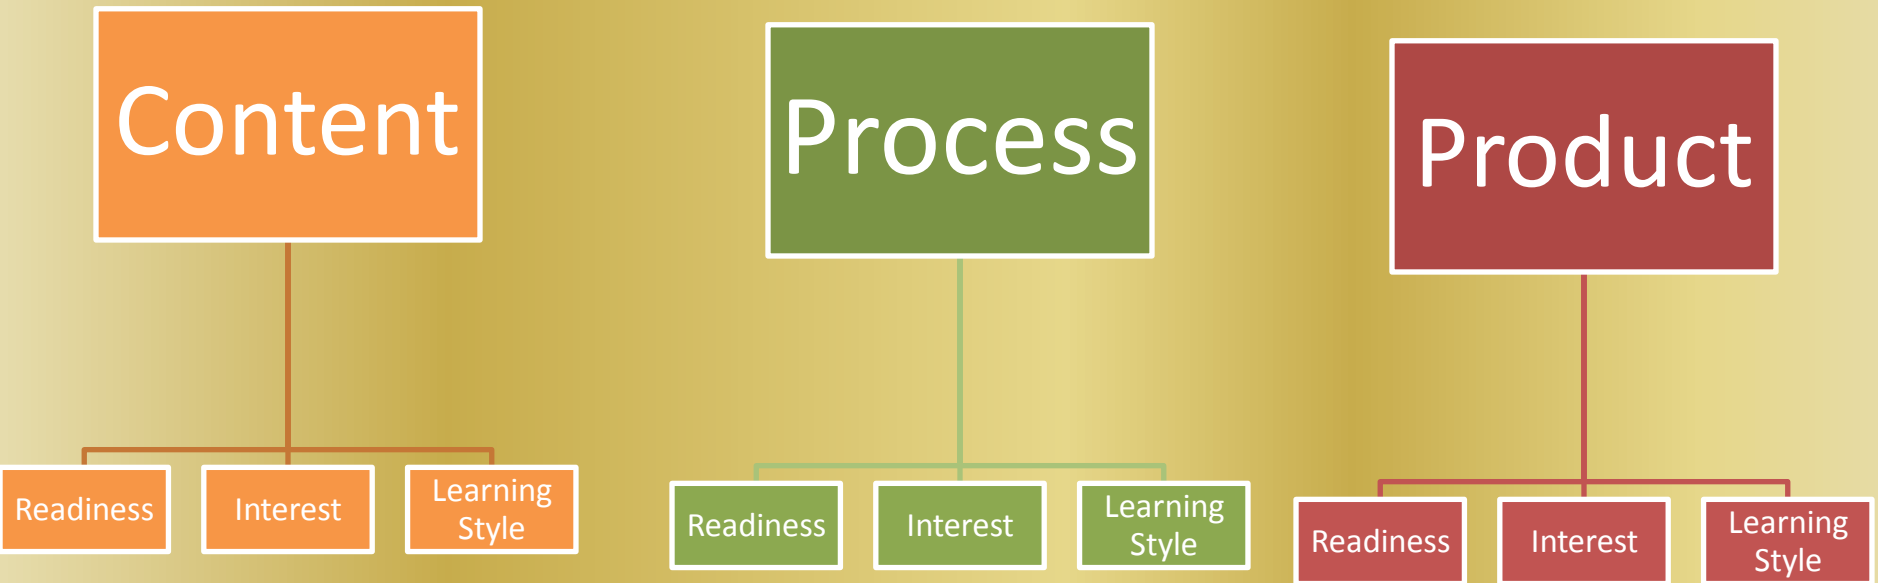 Content
Process
Product
Readiness
Interest
Learning
Style
Readiness
Interest
Learning
Style
Readiness
Interest
Learning
Style